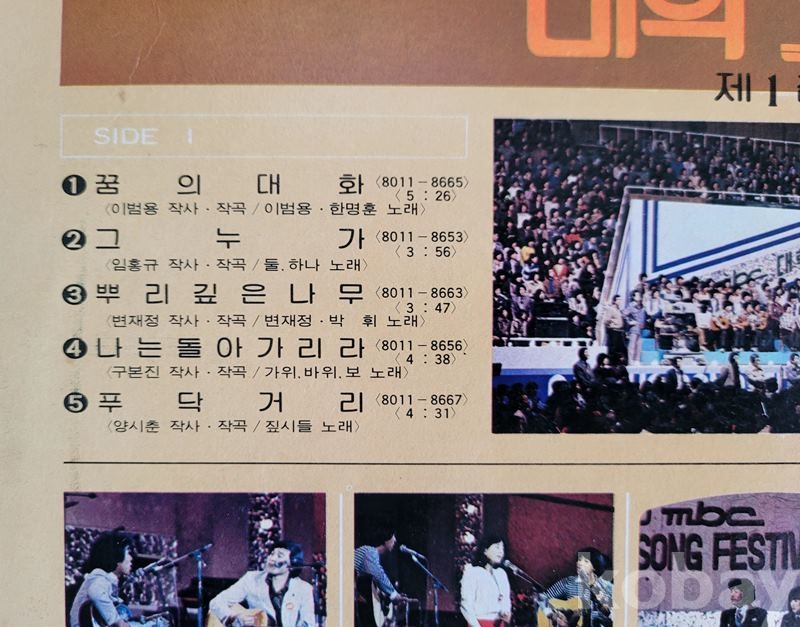 제1
SIDE 1
❶ 꿈의대화 〈8011-8665〉
〈5 : 26〉
〈이범용 작사·작곡/이범용·한명훈 노래〉
❷ 그누가 〈8011-8653〉
〈3 : 56〉
〈임홍규 작사·작곡/둘.하나 노래〉
❸ 뿌리깊은나무 〈8011-8663〉
〈3 : 47〉
〈변재정 작사·작곡/변재정·박 휘 노래〉
❹ 나는돌아가리라 〈8011-8656〉
〈4 : 38〉
〈구본진 작사·작곡/가위.바위.보 노래〉
❺ 푸닥거리 〈8011-8667〉
〈4 : 31〉
〈양시춘 작사·작곡/짚시들 노래〉
mbc
SONG FESTIV
kobay